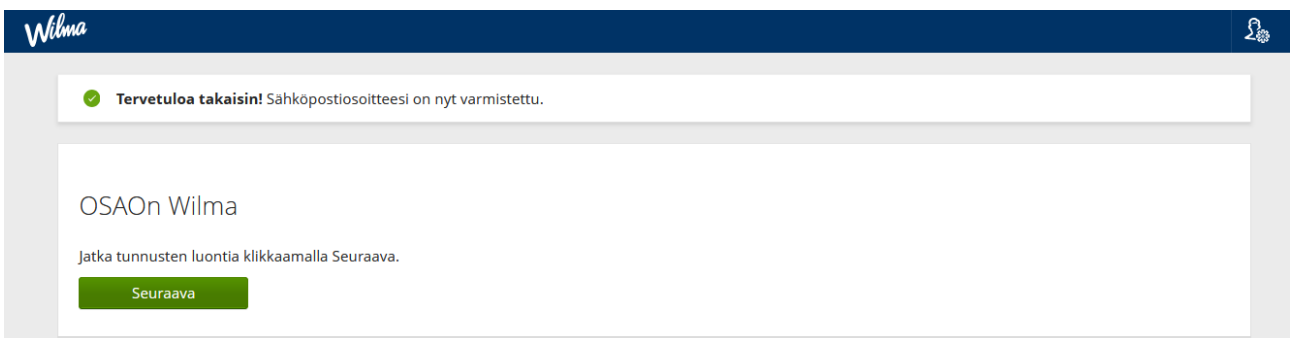 Wilma
Tervetuloa takaisin! Sähköpostiosoitteesi on nyt varmistettu.
OSAOn Wilma
Jatka tunnusten luontia klikkaamalla Seuraava.
Seuraava